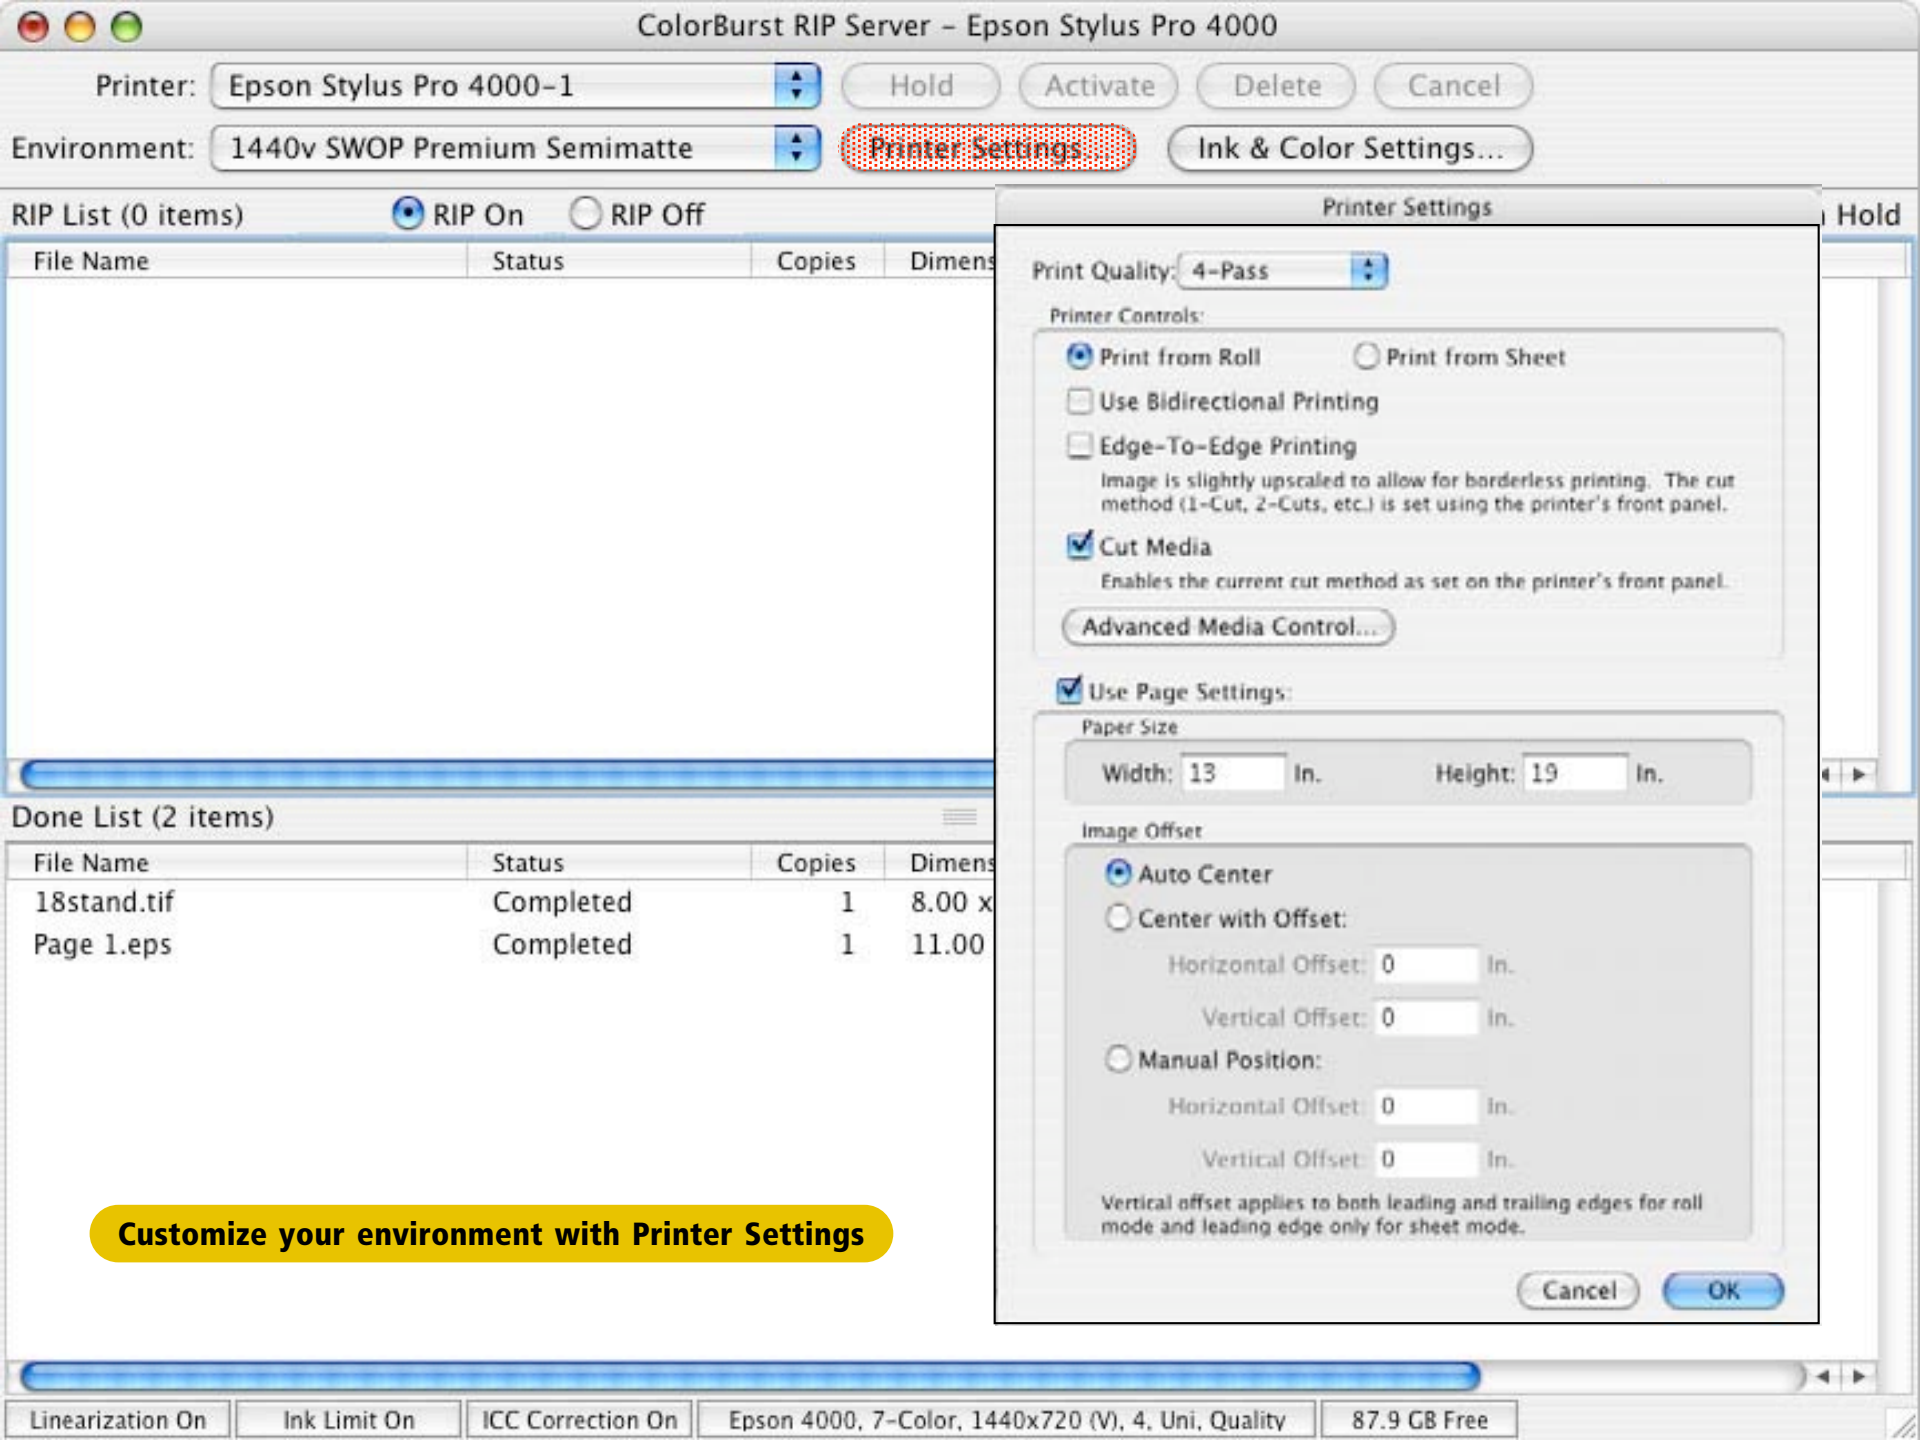 ColorBurst RIP Server – Epson Stylus Pro 4000
Printer: Epson Stylus Pro 4000-1 Hold Activate Delete Cancel
Environment: 1440v SWOP Premium Semimatte Printer Settings... Ink & Color Settings...
RIP List (0 items) RIP On RIP Off Hold
File Name Status Copies Dimens
Printer Settings
Print Quality: 4-Pass
Printer Controls:
Print from Roll Print from Sheet
Use Bidirectional Printing
Edge-To-Edge Printing
Image is slightly upscaled to allow for borderless printing. The cut
method (1-Cut, 2-Cuts, etc.) is set using the printer's front panel.
Cut Media
Enables the current cut method as set on the printer's front panel.
Advanced Media Control...
Use Page Settings:
Paper Size
Width: 13 In. Height: 19 In.
Image Offset
Auto Center
Center with Offset:
Horizontal Offset: 0 In.
Vertical Offset: 0 In.
Manual Position:
Horizontal Offset: 0 In.
Vertical Offset: 0 In.
Vertical offset applies to both leading and trailing edges for roll
mode and leading edge only for sheet mode.
Cancel OK
Done List (2 items)
File Name Status Copies Dimens
18stand.tif Completed 1 8.00 x
Page 1.eps Completed 1 11.00
Customize your environment with Printer Settings
Linearization On Ink Limit On ICC Correction On Epson 4000, 7-Color, 1440x720 (V), 4, Uni, Quality 87.9 GB Free